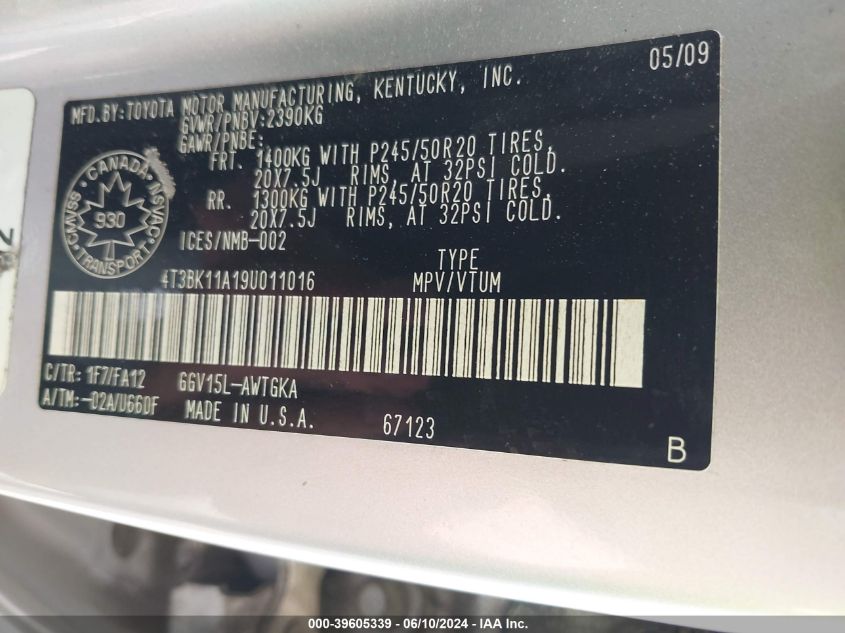 05/09
MFD.BY:TOYOTA MOTOR MANUFACTURING, KENTUCKY, INC.
GVWR/PNBV:2390KG
GAWR/PNBE:
FRT. 1400KG WITH P245/50R20 TIRES,
20X7.5J RIMS, AT 32PSI COLD.
RR. 1300KG WITH P245/50R20 TIRES,
20X7.5J RIMS, AT 32PSI COLD.
ICES/NMB-002
CANADA
CMVSS
NSVAC
930
TRANSPORT
4T3BK11A19U011016
TYPE
MPV/VTUM
C/TR: 1F7/FA12
GGV15L-AWTGKA
A/TM:-02A/U660F
MADE IN U.S.A.
67123
B
000-39605339 - 06/10/2024 - IAAI Inc.